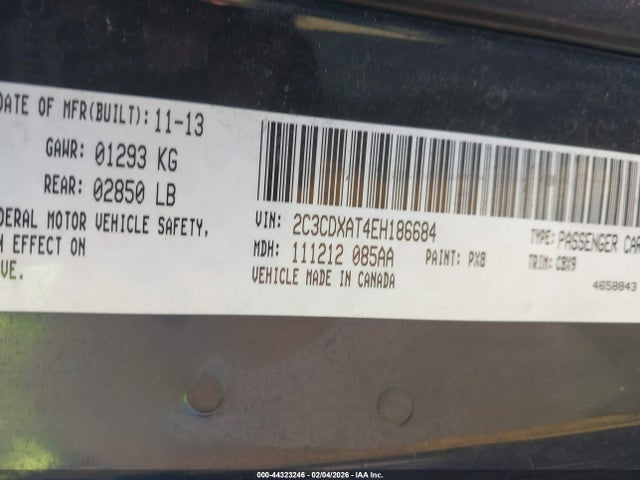 DATE OF MFR(BUILT): 11-13
GAWR: 01293 KG
REAR: 02850 LB
DERAL MOTOR VEHICLE SAFETY,
N EFFECT ON
VE.
VIN: 2C3CDXAT4EH186684
TYPE: PASSENGER CAR
MDH: 111212 085AA
PAINT: PX8
TRIM: C8X9
VEHICLE MADE IN CANADA
4658843
000-44323246 - 02/04/2026 - IAA Inc.